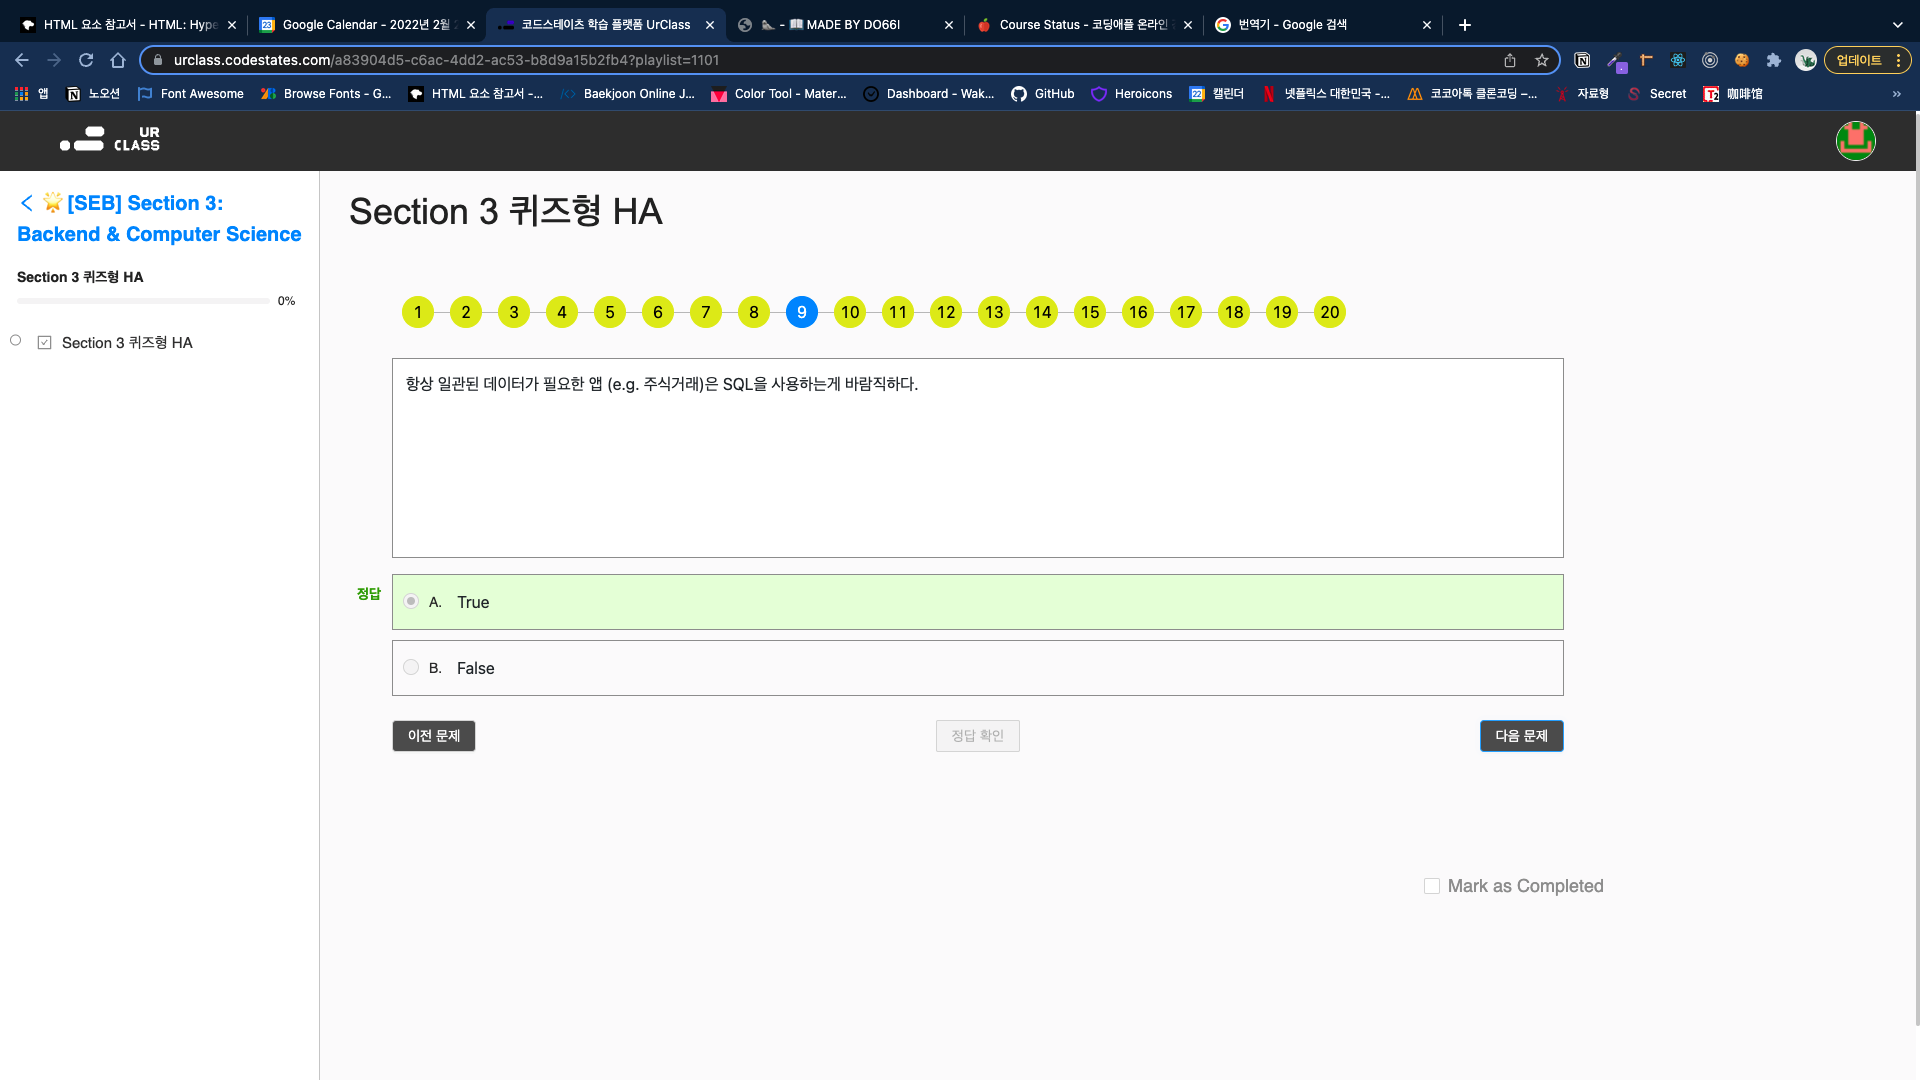 HTML 요소 참고서 - HTML: Hype
Google Calendar - 2022년 2월 2
코드스테이츠 학습 플랫폼 UrClass
- 📖 MADE BY DO66I
Course Status - 코딩애플 온라인
번역기 - Google 검색
urclass.codestates.com/a83904d5-c6ac-4dd2-ac53-b8d9a15b2fb4?playlist=1101
업데이트
앱
노오션
Font Awesome
Browse Fonts - G...
HTML 요소 참고서 -...
Baekjoon Online J...
Color Tool - Mater...
Dashboard - Wak...
GitHub
Heroicons
캘린더
넷플릭스 대한민국 -...
코코아톡 클론코딩 –...
자료형
Secret
咖啡馆
UR
CLASS
🌟[SEB] Section 3:
Backend & Computer Science
Section 3 퀴즈형 HA
0%
Section 3 퀴즈형 HA
Section 3 퀴즈형 HA
1 2 3 4 5 6 7 8 9 10 11 12 13 14 15 16 17 18 19 20
항상 일관된 데이터가 필요한 앱 (e.g. 주식거래)은 SQL을 사용하는게 바람직하다.
정답
A. True
B. False
이전 문제
정답 확인
다음 문제
Mark as Completed